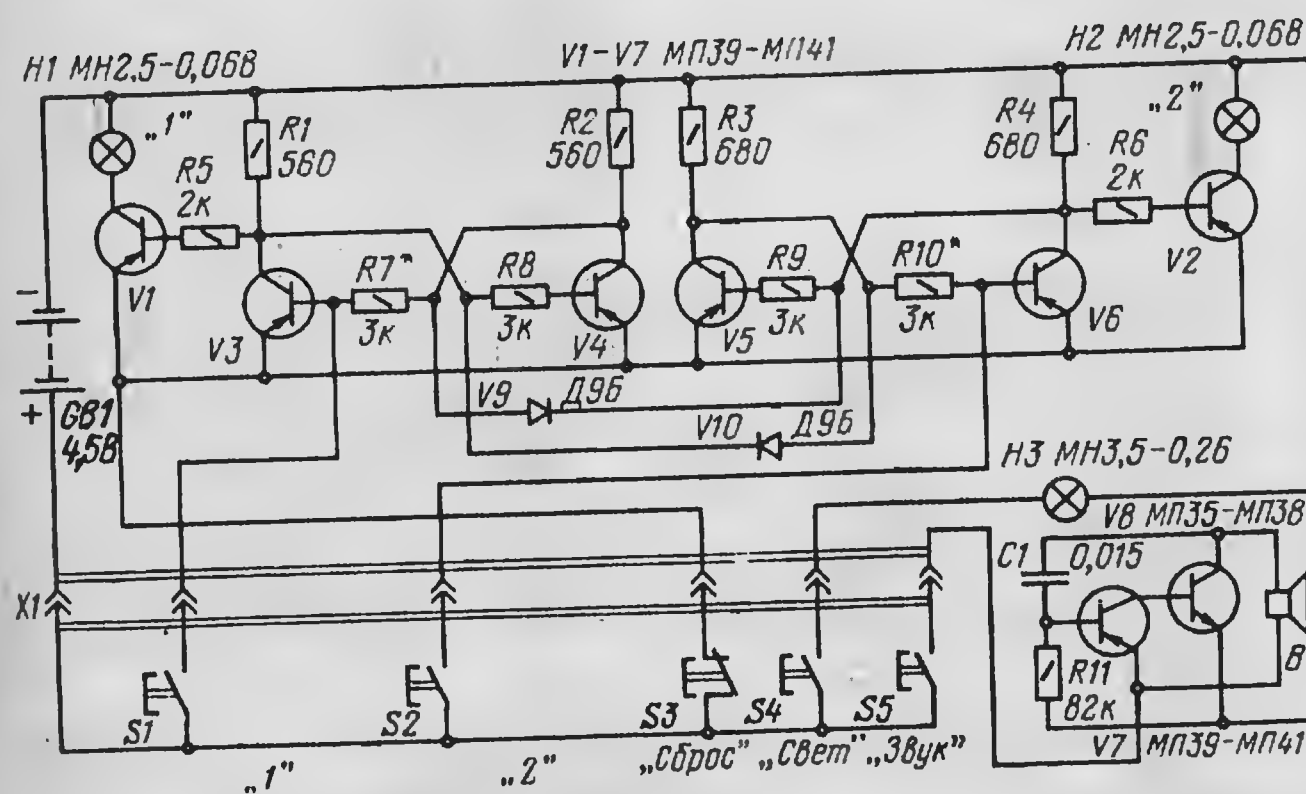 H1 МН2,5-0,068
V1-V7 МП39-МП41
H2 МН2,5-0,068
„1”
R1
560
R2
560
R3
680
R4
680
„2”
R5
2к
R6
2к
V1
V2
R7*
3к
R8
3к
R9
3к
R10*
3к
V3
V4
V5
V6
-
+
GB1
4,5В
V9
Д9Б
V10
Д9Б
H3 МН3,5-0,26
V8 МП35-МП38
C1
0,015
X1
R11
82к
В
S1
S2
S3
S4
S5
„Сброс”
„Свет”
„Звук”
V7
МП39-МП41
„1”
„2”